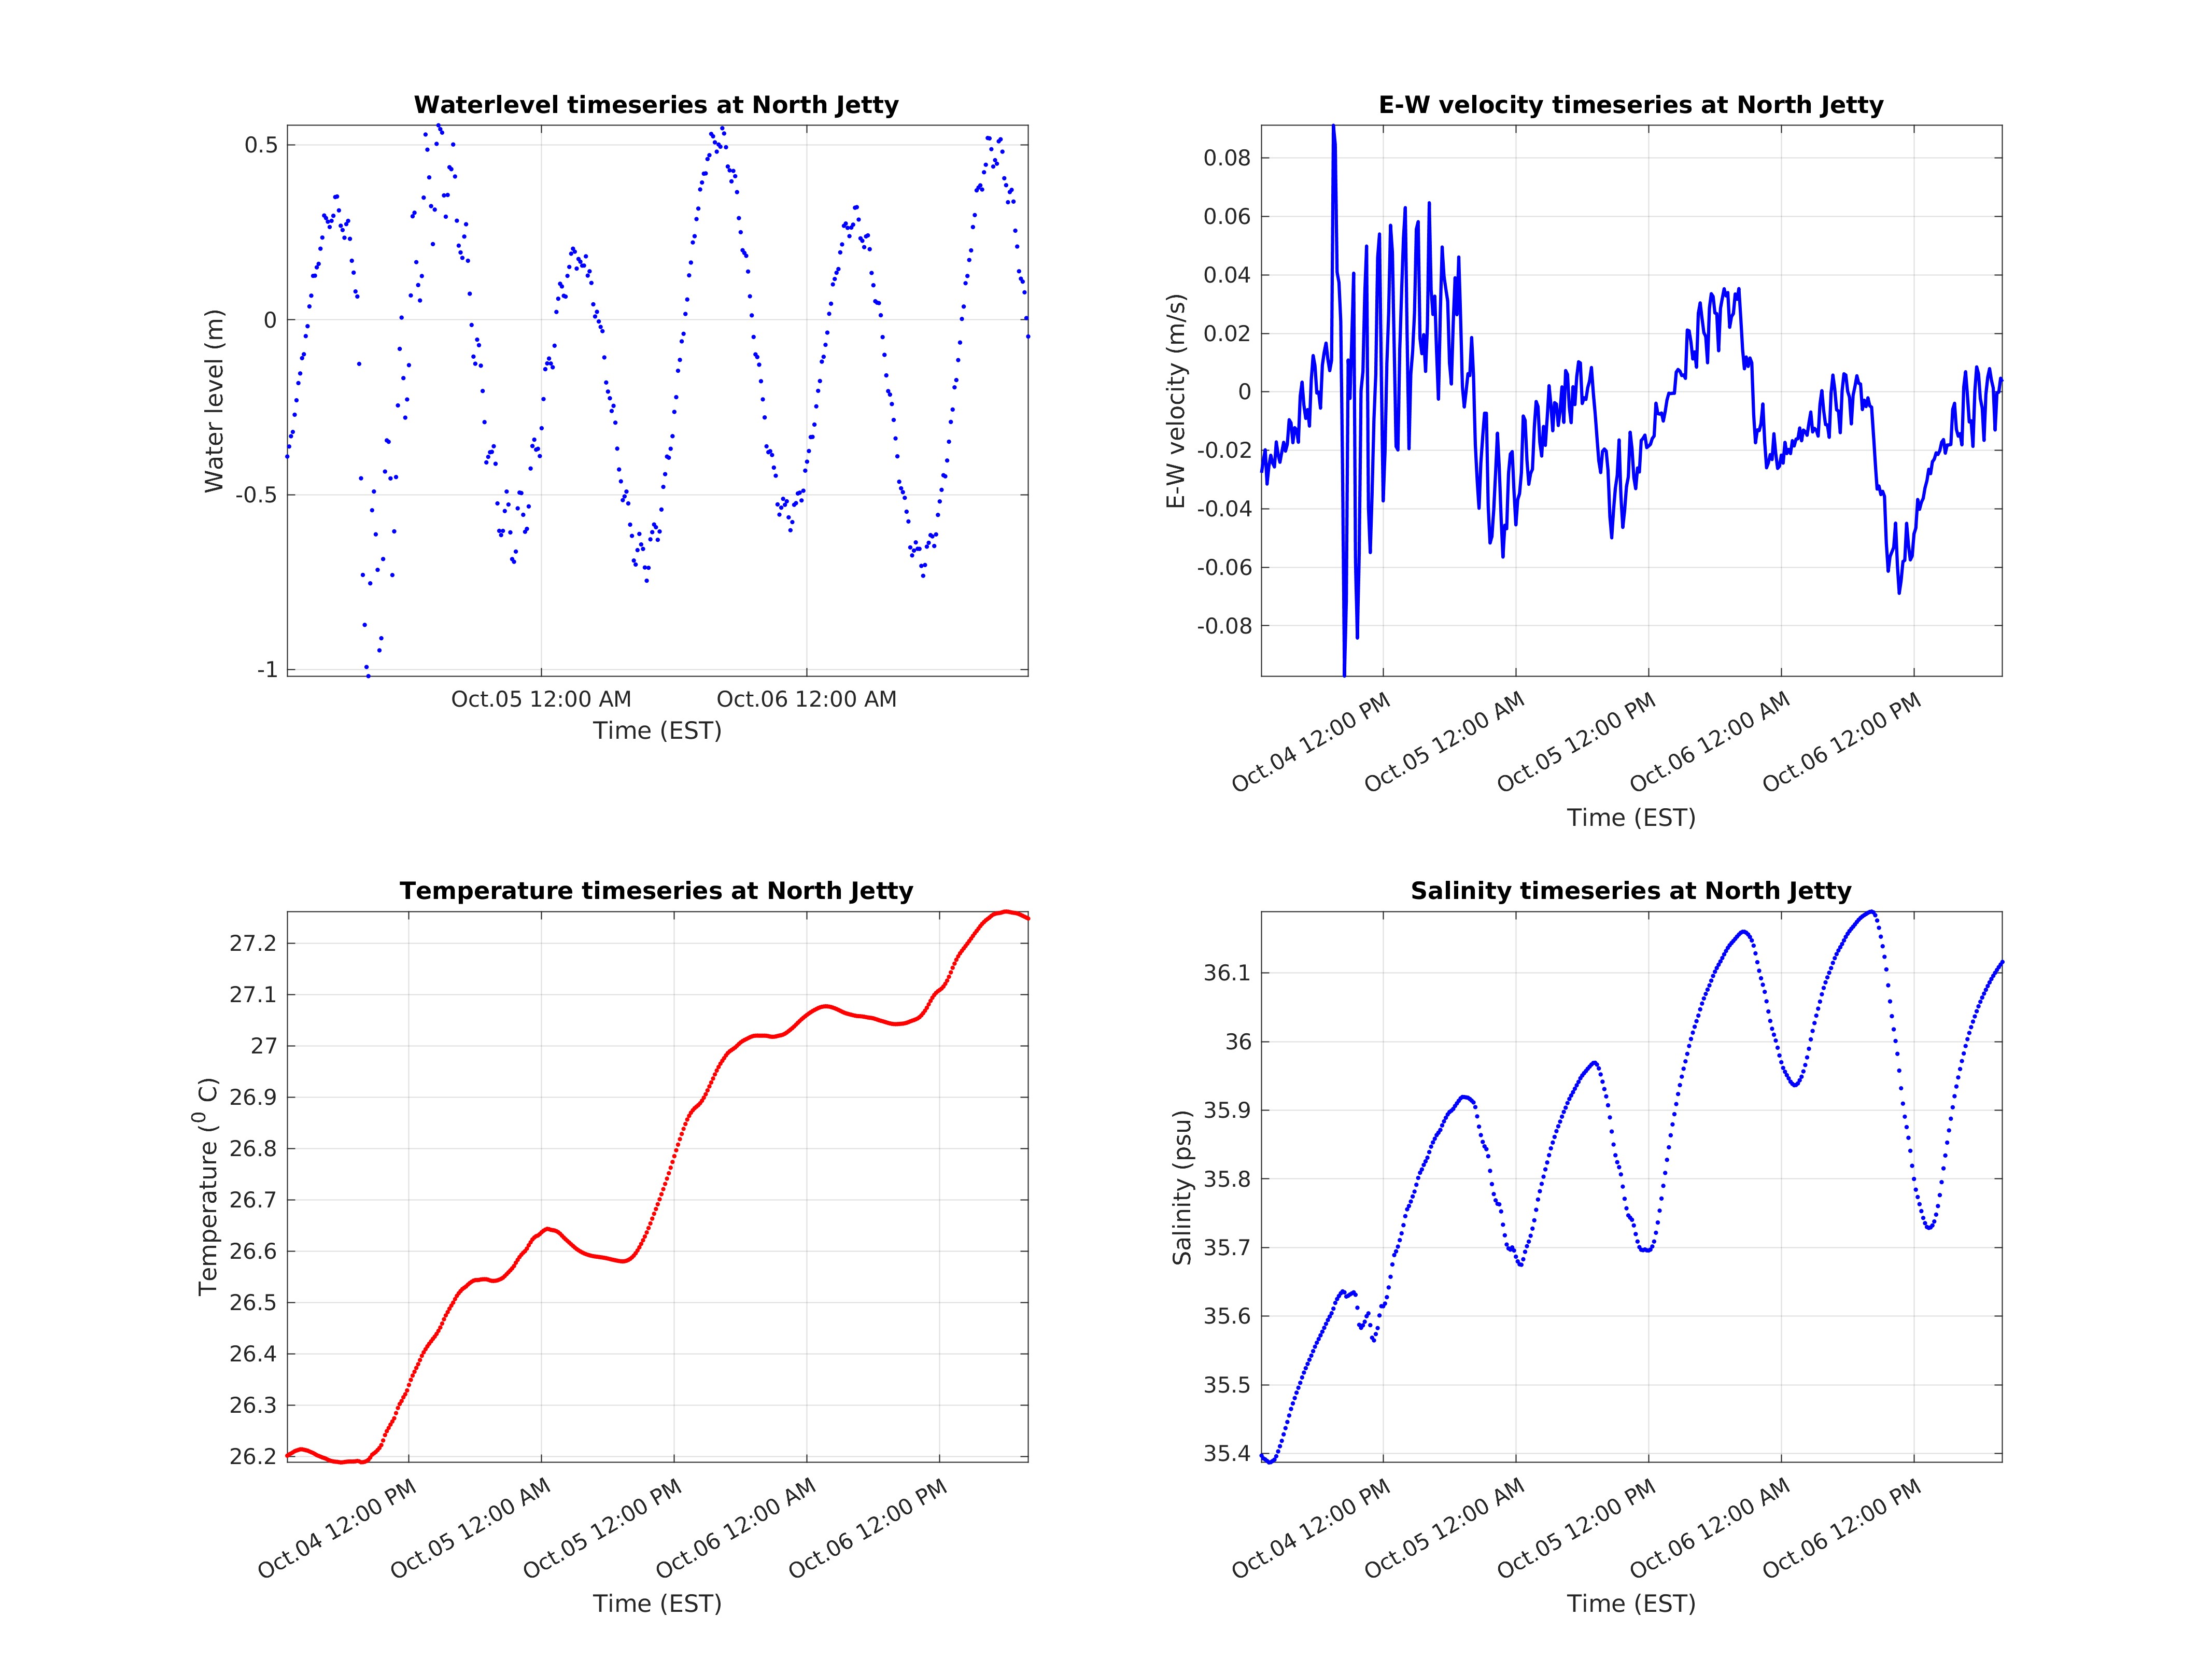 Waterlevel timeseries at North Jetty
0.5
0
-0.5
-1
Water level (m)
Oct.05 12:00 AM
Oct.06 12:00 AM
Time (EST)
E-W velocity timeseries at North Jetty
0.08
0.06
0.04
0.02
0
-0.02
-0.04
-0.06
-0.08
E-W velocity (m/s)
Oct.04 12:00 PM
Oct.05 12:00 AM
Oct.05 12:00 PM
Oct.06 12:00 AM
Oct.06 12:00 PM
Time (EST)
Temperature timeseries at North Jetty
27.2
27.1
27
26.9
26.8
26.7
26.6
26.5
26.4
26.3
26.2
Temperature (⁰ C)
Oct.04 12:00 PM
Oct.05 12:00 AM
Oct.05 12:00 PM
Oct.06 12:00 AM
Oct.06 12:00 PM
Time (EST)
Salinity timeseries at North Jetty
36.1
36
35.9
35.8
35.7
35.6
35.5
35.4
Salinity (psu)
Oct.04 12:00 PM
Oct.05 12:00 AM
Oct.05 12:00 PM
Oct.06 12:00 AM
Oct.06 12:00 PM
Time (EST)